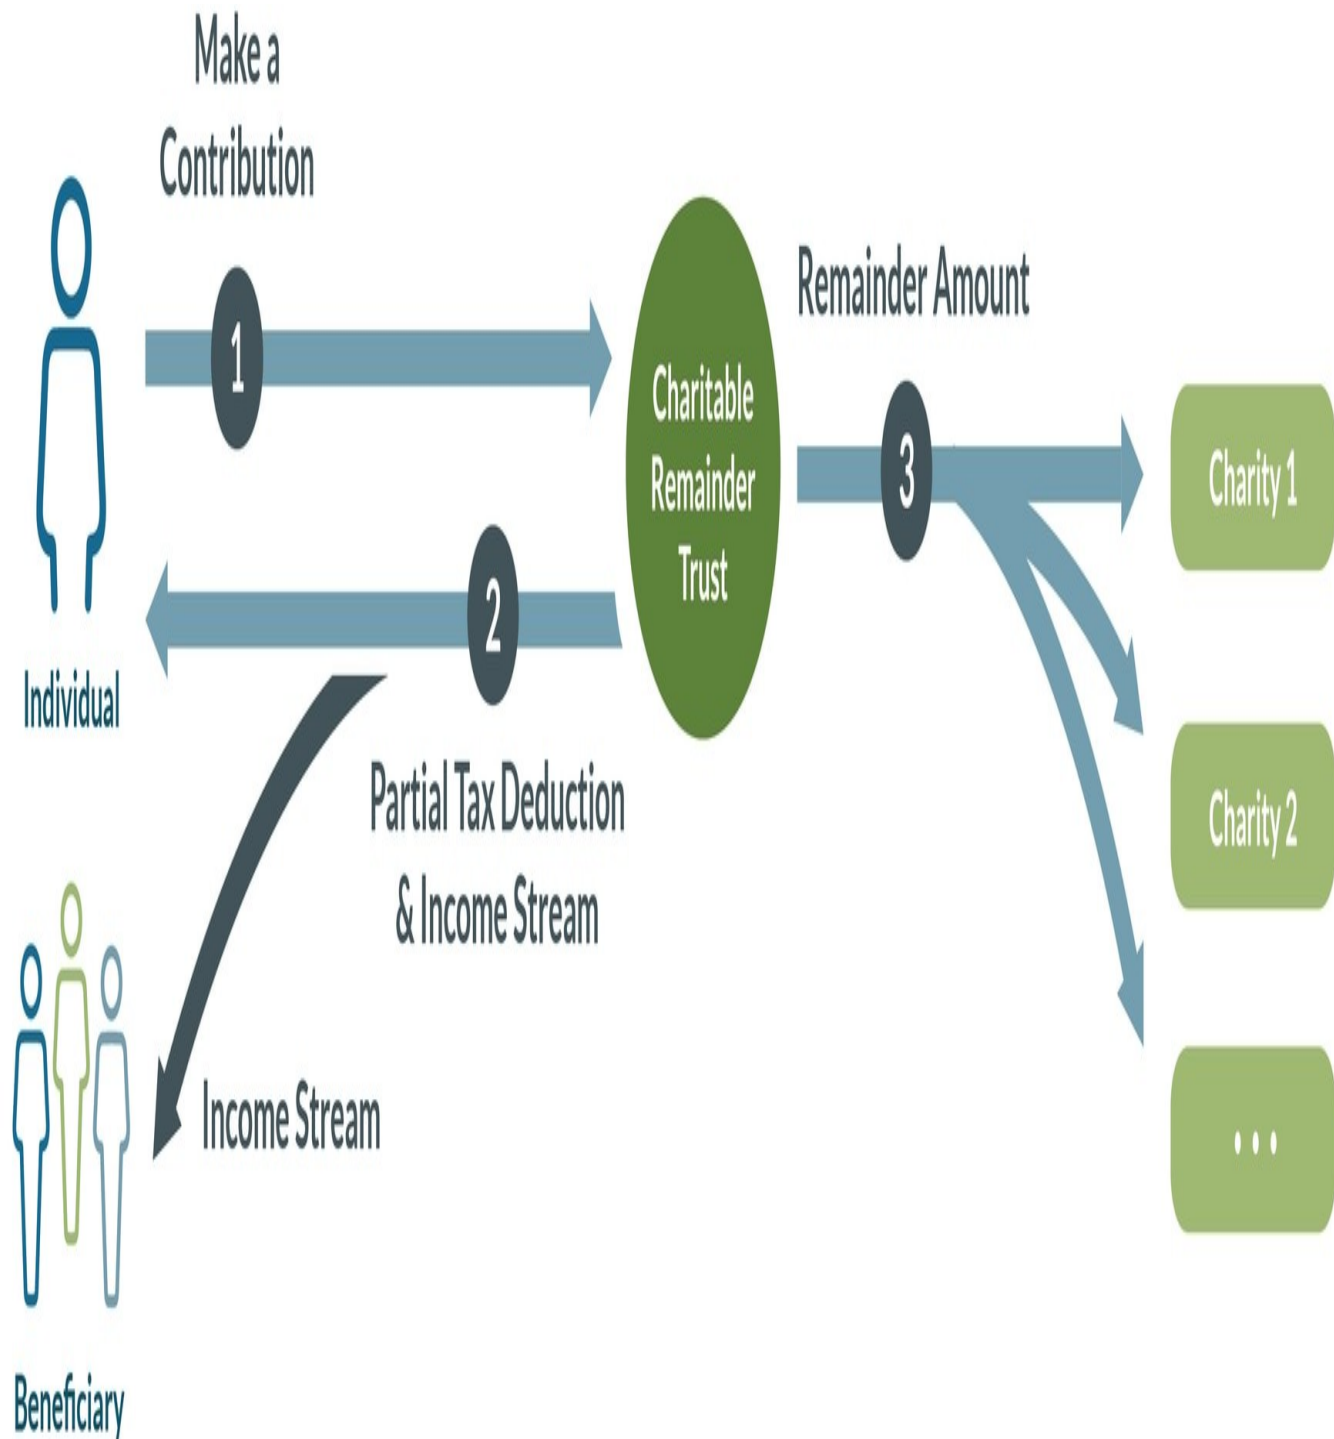 Make a
Contribution
1
Individual
Charitable
Remainder
Trust
2
Partial Tax Deduction
& Income Stream
Income Stream
Beneficiary
Remainder Amount
3
Charity 1
Charity 2
...